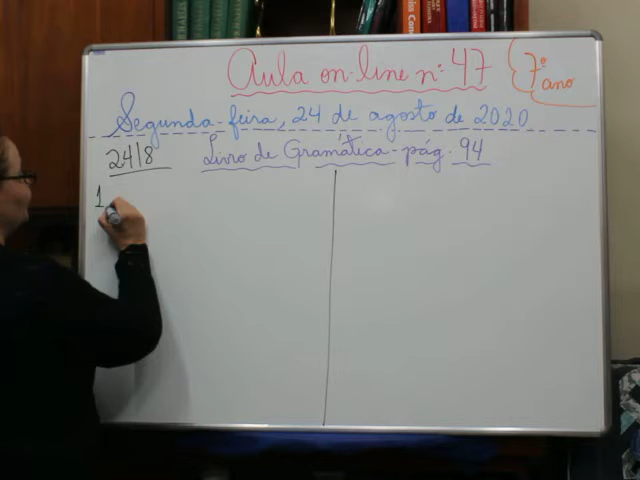 Aula on-line nº 47
7º ano
Segunda-feira, 24 de agosto de 2020
24/8 Livro de Gramática - pág. 94
1